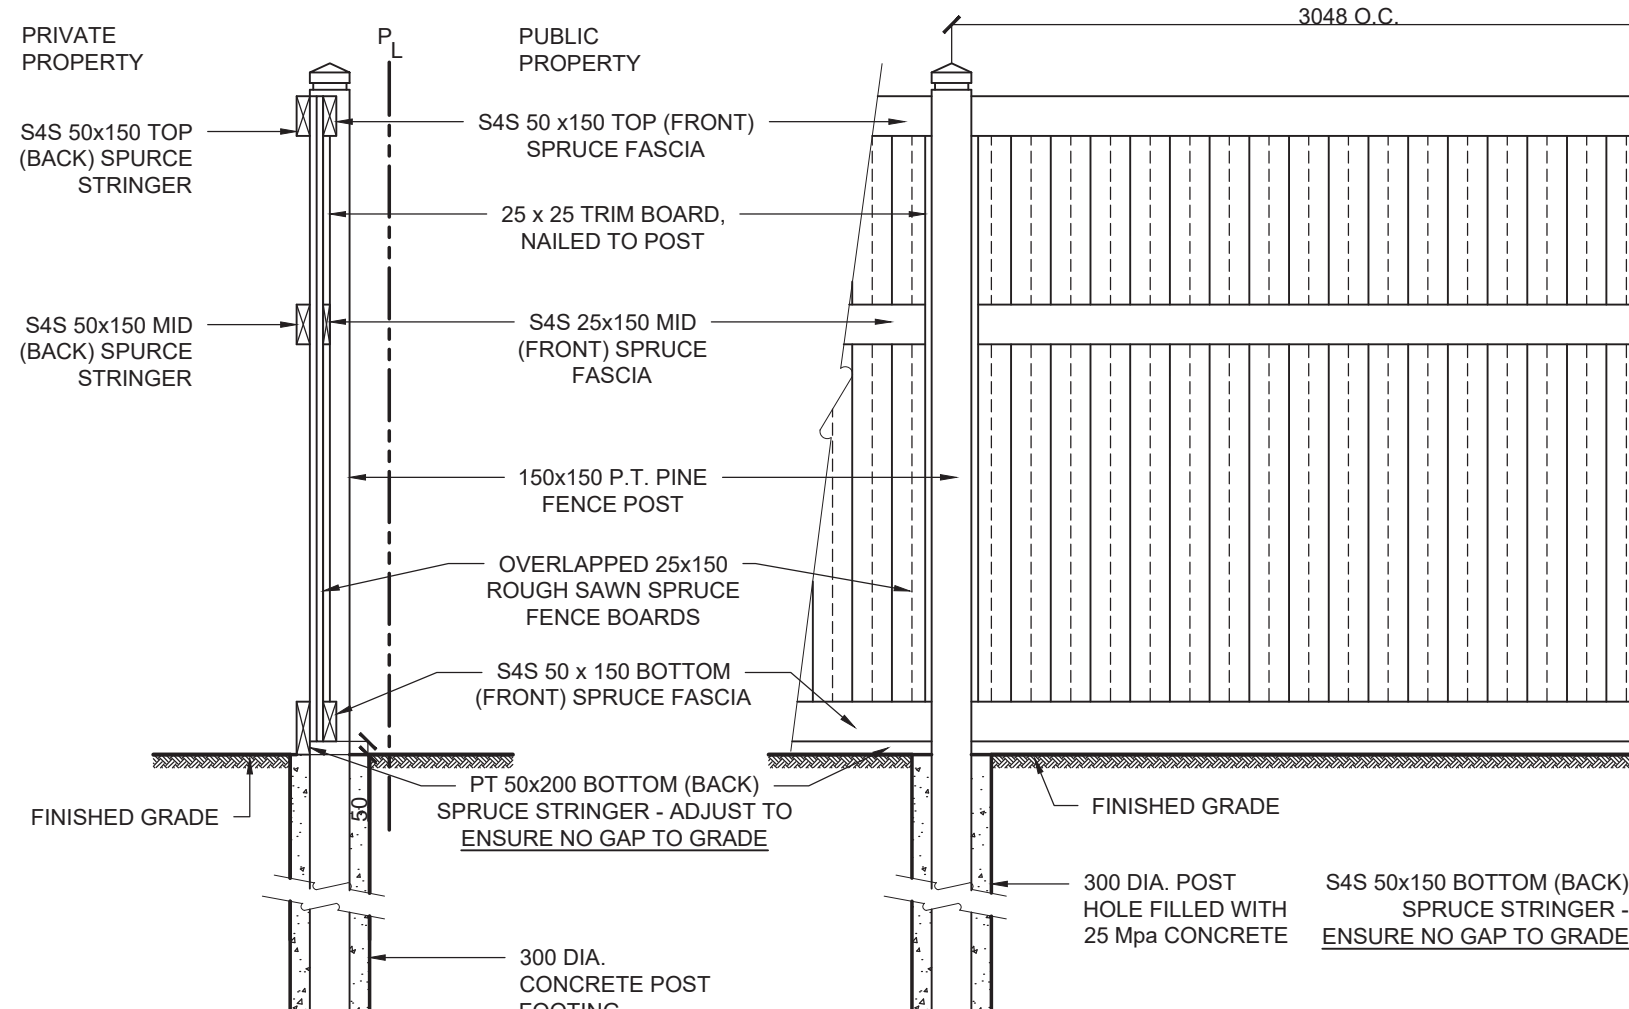 PRIVATE
PROPERTY
P
L
PUBLIC
PROPERTY
3048 O.C.
S4S 50x150 TOP
(BACK) SPURCE
STRINGER
S4S 50 x150 TOP (FRONT)
SPRUCE FASCIA
25 x 25 TRIM BOARD,
NAILED TO POST
S4S 50x150 MID
(BACK) SPURCE
STRINGER
S4S 25x150 MID
(FRONT) SPRUCE
FASCIA
150x150 P.T. PINE
FENCE POST
OVERLAPPED 25x150
ROUGH SAWN SPRUCE
FENCE BOARDS
S4S 50 x 150 BOTTOM
(FRONT) SPRUCE FASCIA
50
PT 50x200 BOTTOM (BACK)
SPRUCE STRINGER - ADJUST TO
ENSURE NO GAP TO GRADE
FINISHED GRADE
FINISHED GRADE
300 DIA. POST
HOLE FILLED WITH
25 Mpa CONCRETE
S4S 50x150 BOTTOM (BACK)
SPRUCE STRINGER -
ENSURE NO GAP TO GRADE
300 DIA.
CONCRETE POST
FOOTING